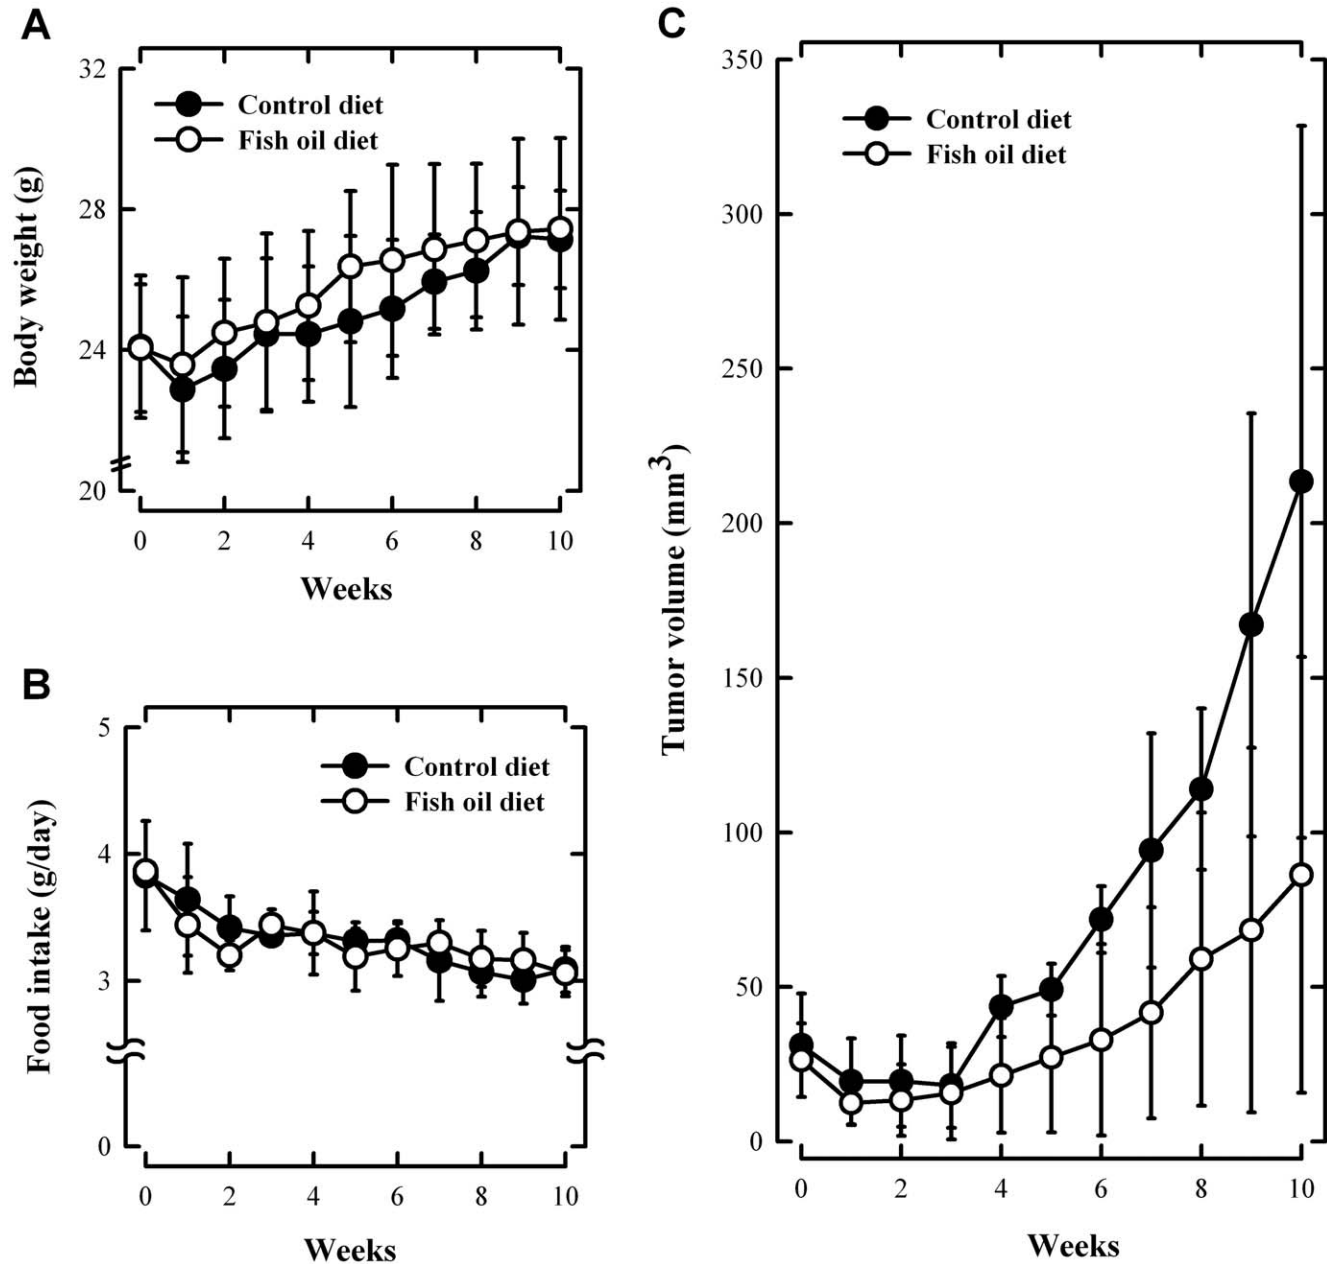 A
32
28
24
20
Body weight (g)
Control diet
Fish oil diet
0 2 4 6 8 10
Weeks
B
5
4
3
0
Food intake (g/day)
Control diet
Fish oil diet
0 2 4 6 8 10
Weeks
C
350
300
250
200
150
100
50
0
Tumor volume (mm³)
Control diet
Fish oil diet
0 2 4 6 8 10
Weeks